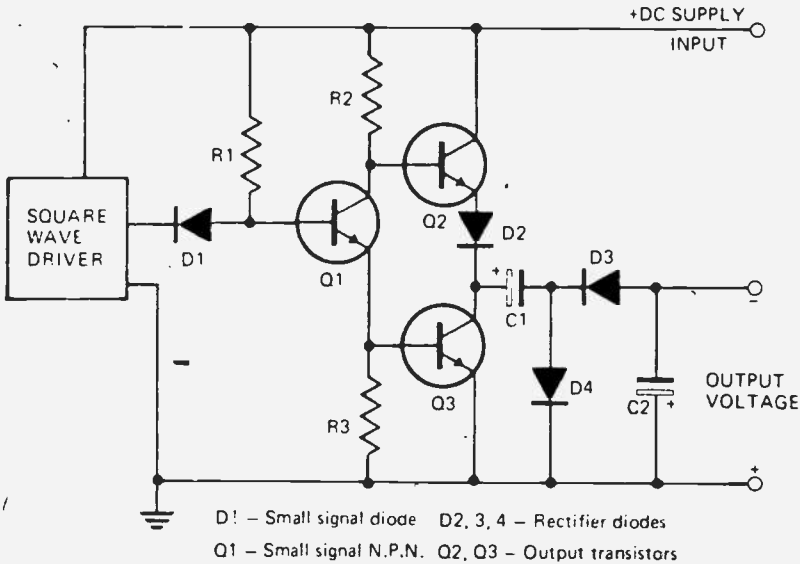 +DC SUPPLY
INPUT
R2
R1
Q2
SQUARE
WAVE
DRIVER
D1
Q1
D2
D3
+
C1
-
D4
OUTPUT
VOLTAGE
C2
+
Q3
R3
+
D! – Small signal diode D2, 3, 4 – Rectifier diodes
Q1 – Small signal N.P.N. Q2, Q3 – Output transistors